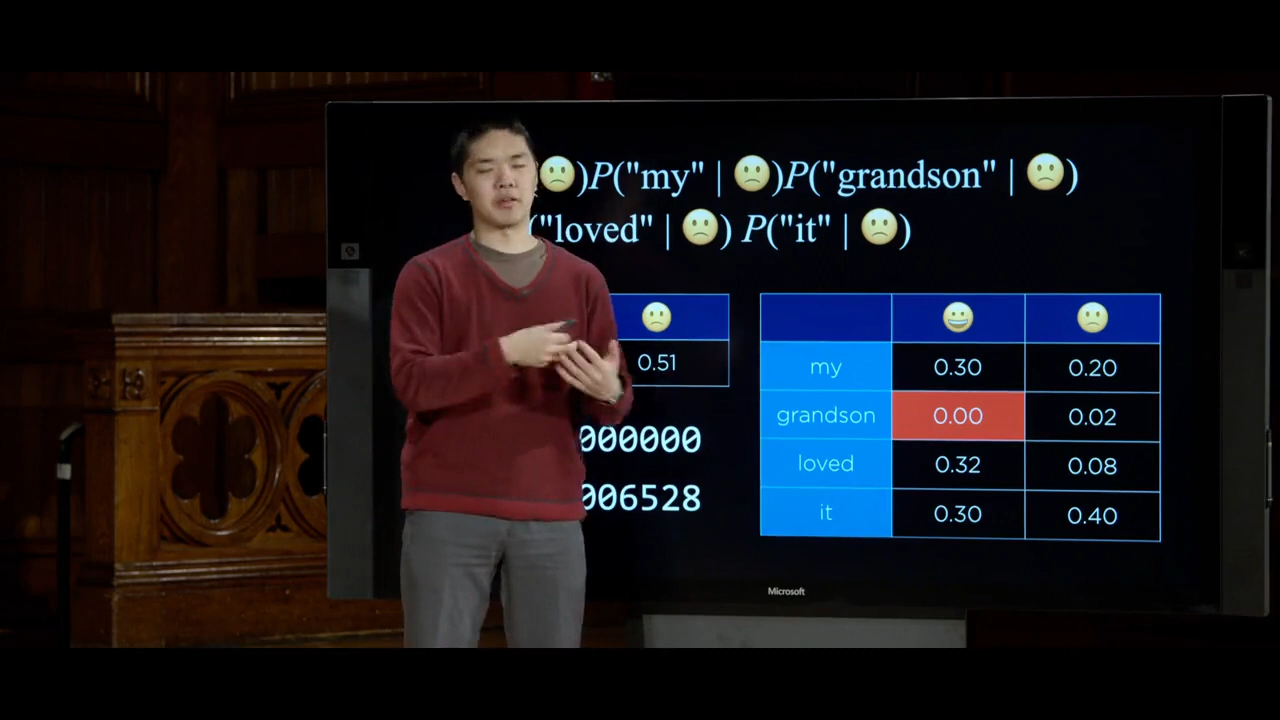 🙁)P("my" | 🙁)P("grandson" | 🙁)
("loved" | 🙁) P("it" | 🙁)
🙁
0.51
000000
006528
😀 🙁
my 0.30 0.20
grandson 0.00 0.02
loved 0.32 0.08
it 0.30 0.40
Microsoft